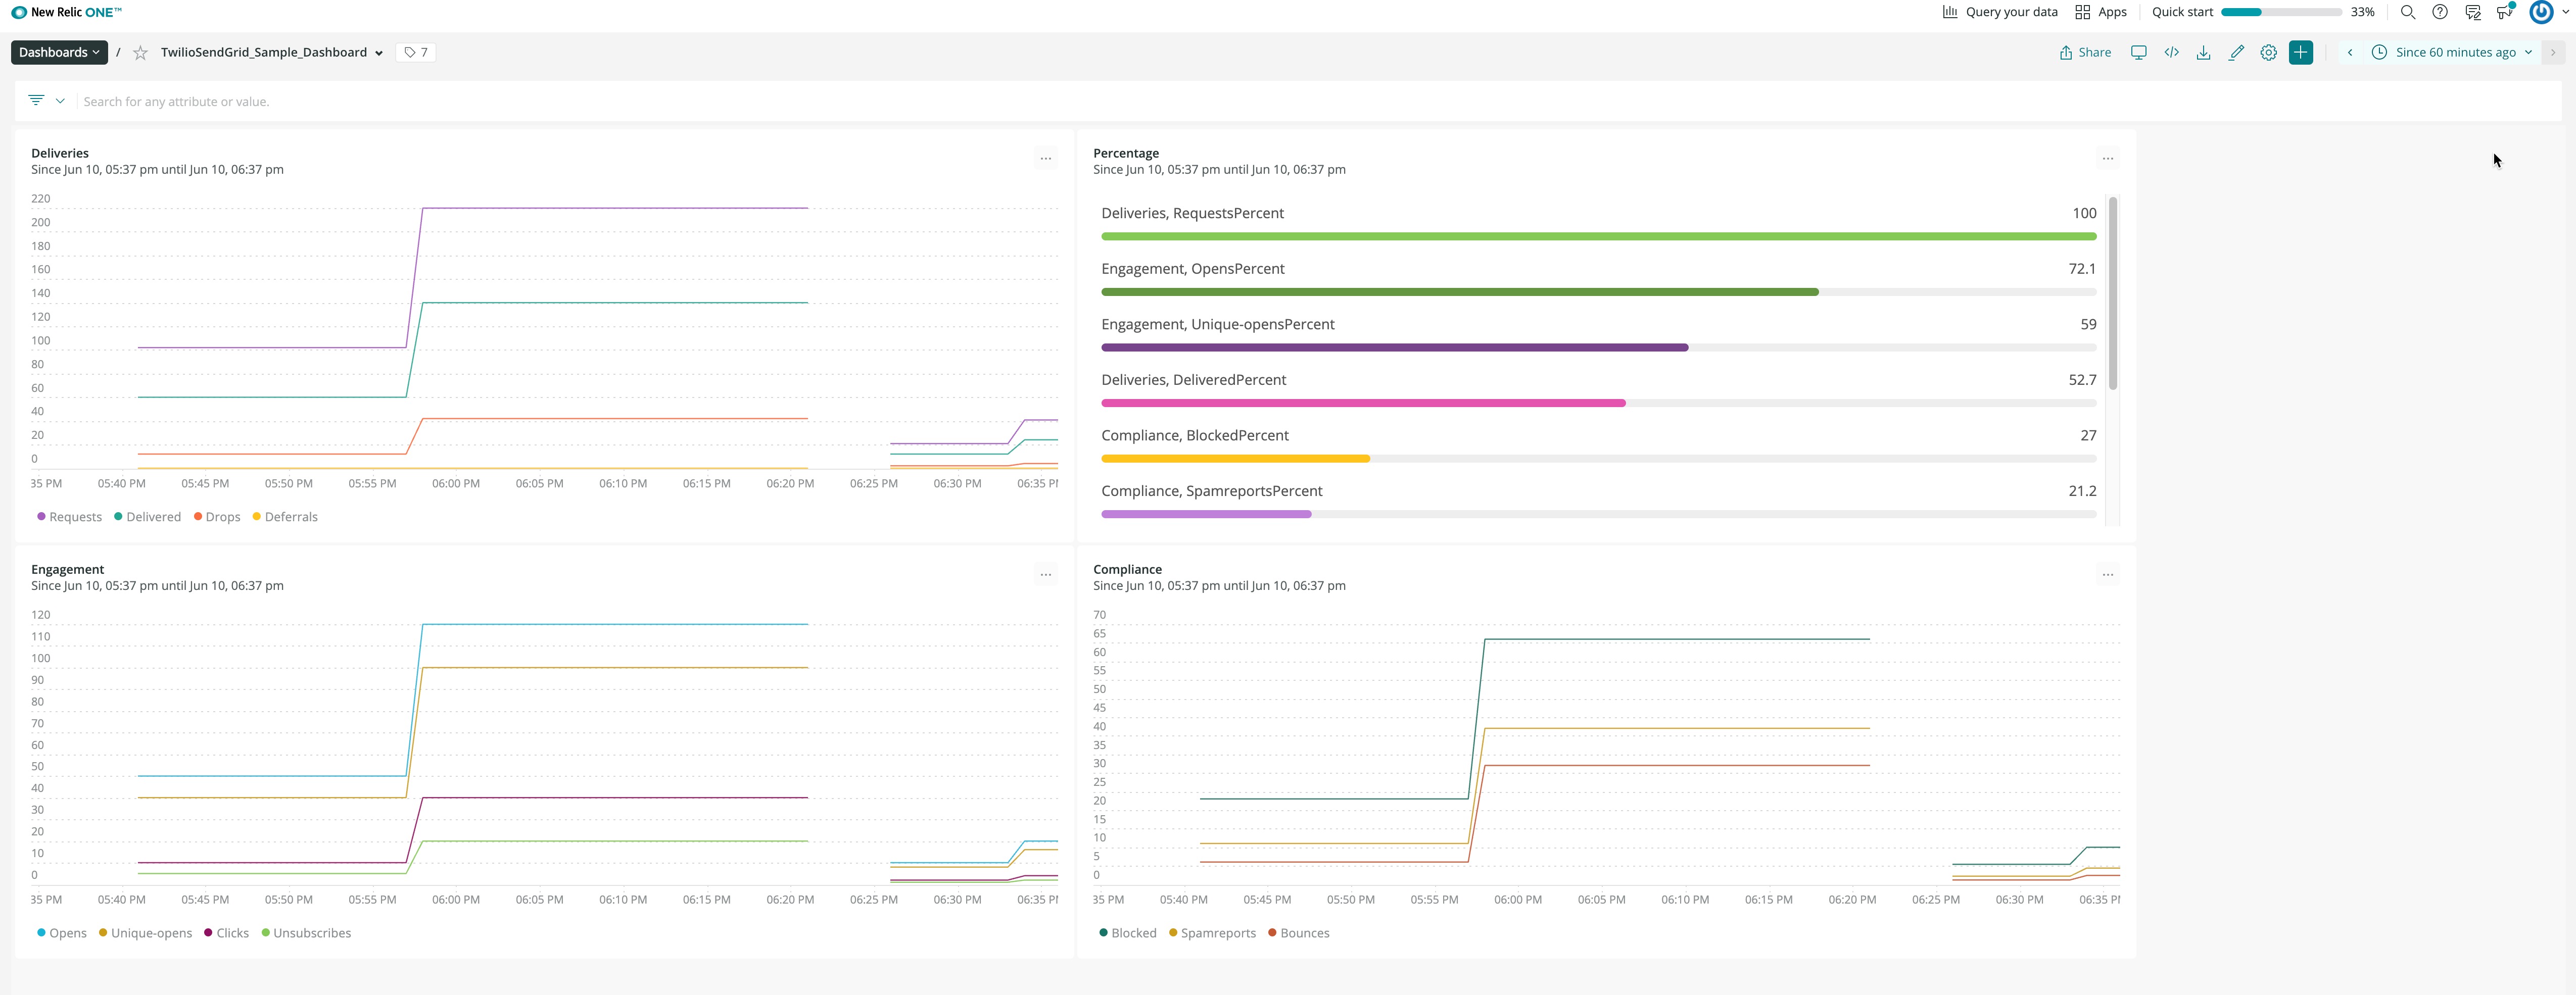 New Relic ONE™
Query your data
Apps
Quick start
33%
Dashboards / TwilioSendGrid_Sample_Dashboard
7
Share
Since 60 minutes ago
Search for any attribute or value.
Deliveries
Since Jun 10, 05:37 pm until Jun 10, 06:37 pm
...
220
200
180
160
140
120
100
80
60
40
20
0
35 PM 05:40 PM 05:45 PM 05:50 PM 05:55 PM 06:00 PM 06:05 PM 06:10 PM 06:15 PM 06:20 PM 06:25 PM 06:30 PM 06:35 PM
Requests Delivered Drops Deferrals
Percentage
Since Jun 10, 05:37 pm until Jun 10, 06:37 pm
...
Deliveries, RequestsPercent 100
Engagement, OpensPercent 72.1
Engagement, Unique-opensPercent 59
Deliveries, DeliveredPercent 52.7
Compliance, BlockedPercent 27
Compliance, SpamreportsPercent 21.2
Engagement
Since Jun 10, 05:37 pm until Jun 10, 06:37 pm
...
120
110
100
90
80
70
60
50
40
30
20
10
0
35 PM 05:40 PM 05:45 PM 05:50 PM 05:55 PM 06:00 PM 06:05 PM 06:10 PM 06:15 PM 06:20 PM 06:25 PM 06:30 PM 06:35 PM
Opens Unique-opens Clicks Unsubscribes
Compliance
Since Jun 10, 05:37 pm until Jun 10, 06:37 pm
...
70
65
60
55
50
45
40
35
30
25
20
15
10
5
0
35 PM 05:40 PM 05:45 PM 05:50 PM 05:55 PM 06:00 PM 06:05 PM 06:10 PM 06:15 PM 06:20 PM 06:25 PM 06:30 PM 06:35 PM
Blocked Spamreports Bounces